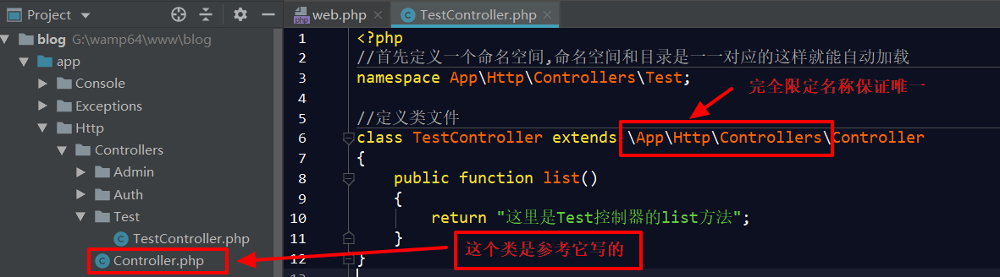 Project
blog G:\wamp64\www\blog
app
Console
Exceptions
Http
Controllers
Admin
Auth
Test
TestController.php
Controller.php
web.php
TestController.php
1 <?php
2 //首先定义一个命名空间,命名空间和目录是一一对应的这样就能自动加载
3 namespace App\Http\Controllers\Test;
完全限定名称保证唯一
4
5 //定义类文件
6 class TestController extends \App\Http\Controllers\Controller
7 {
8 public function list()
9 {
10 return "这里是Test控制器的list方法";
11 }
这个类是参考它写的
12 }
13